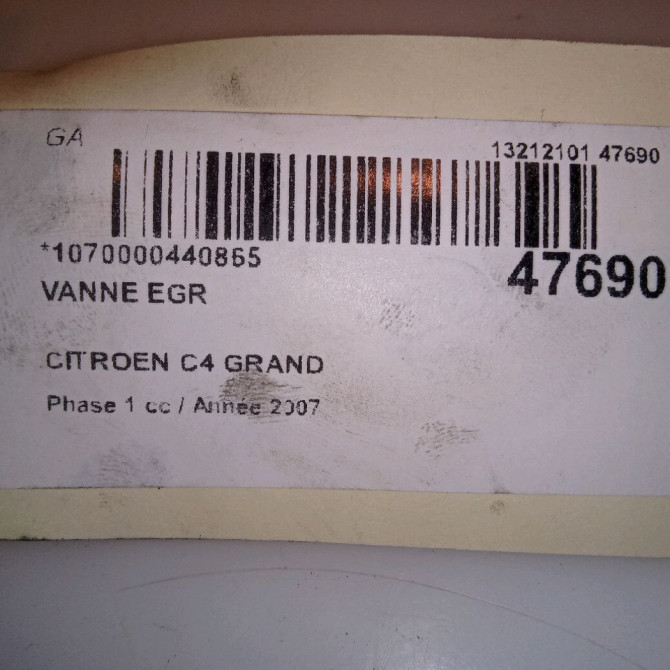 GA
13212101 47690
*1070000440865
47690
VANNE EGR
CITROEN C4 GRAND
Phase 1 cc / Année 2007